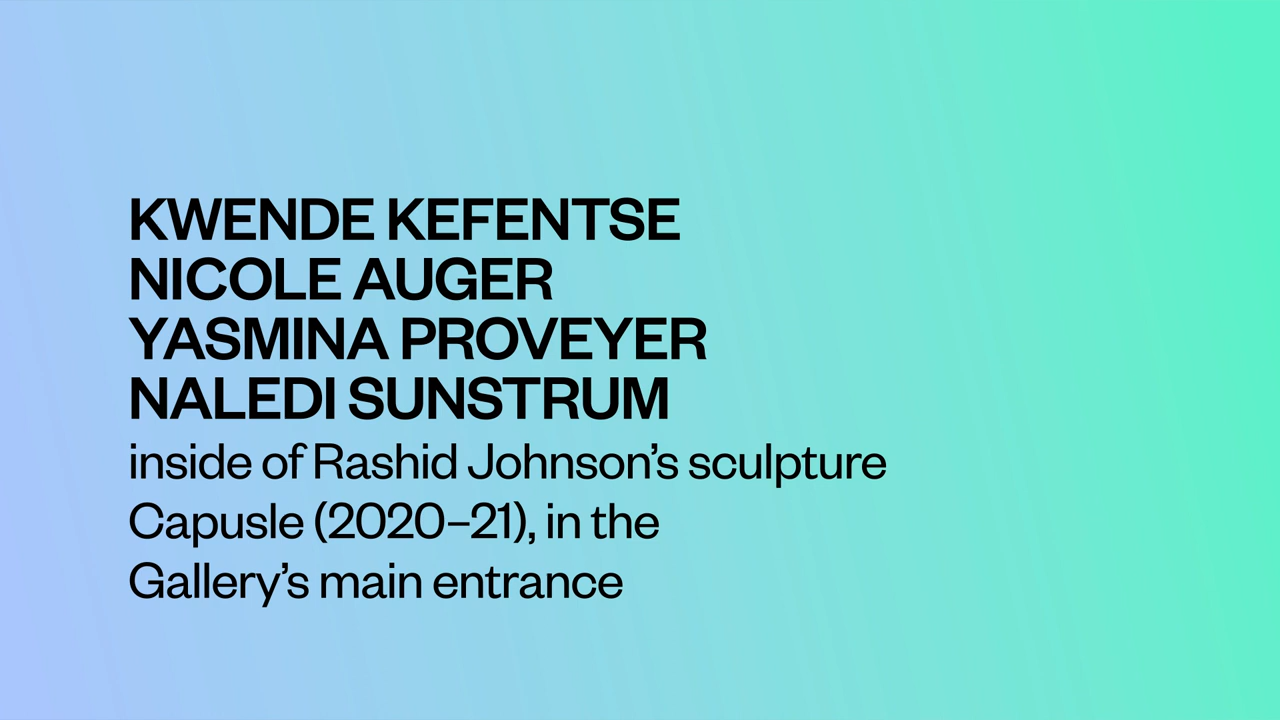 KWENDE KEFENTSE
NICOLE AUGER
YASMINA PROVEYER
NALEDI SUNSTRUM
inside of Rashid Johnson’s sculpture
Capusle (2020–21), in the
Gallery’s main entrance